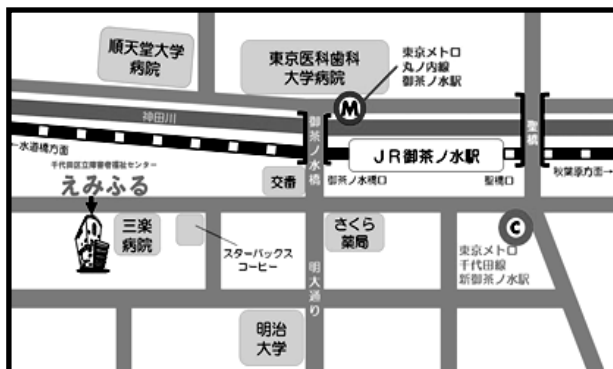 順天堂大学
病院
東京医科歯科
大学病院
東京メトロ
丸ノ内線
御茶ノ水駅
M
神田川
御茶ノ水橋
聖橋
←水道橋方面
JR御茶ノ水駅
千代田区立障害者福祉センター
えみふる
交番
御茶ノ水橋口
聖橋口
秋葉原方面→
三楽
病院
スターバックス
コーヒー
さくら
薬局
C
東京メトロ
千代田線
新御茶ノ水駅
明大通り
明治
大学